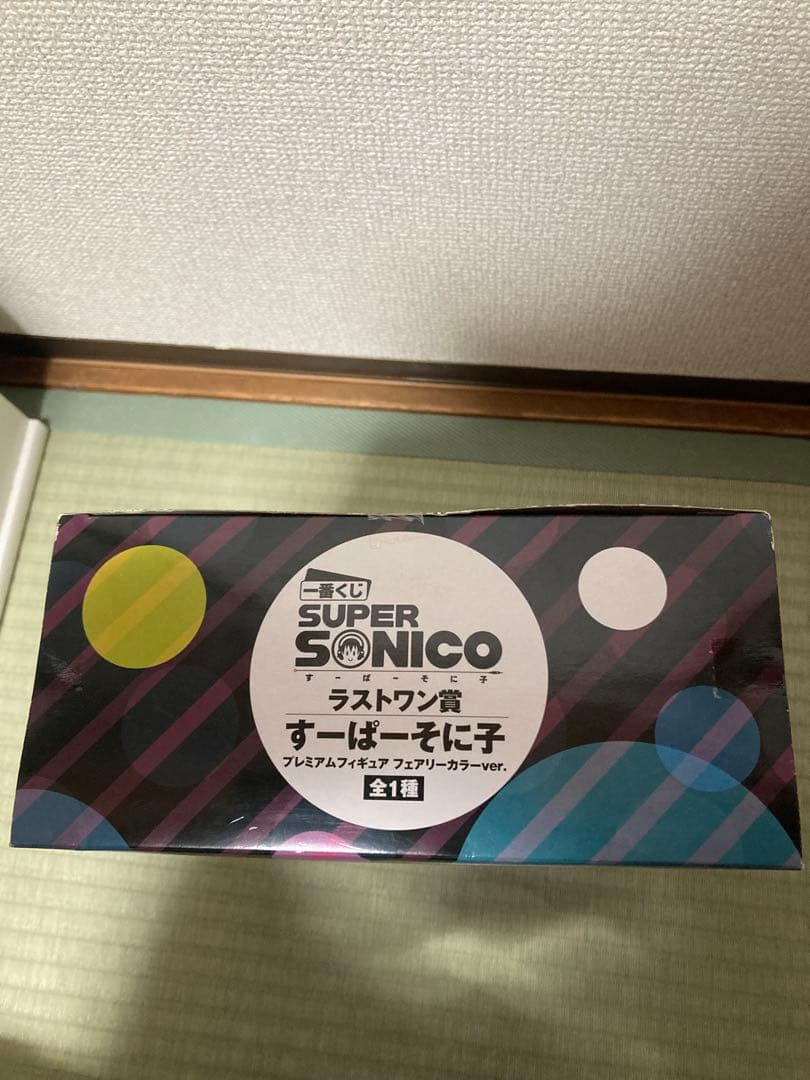 一番くじ
SUPER
SONICO
すーぱーそに子
ラストワン賞
すーぱーそに子
プレミアムフィギュア フェアリーカラーver.
全1種